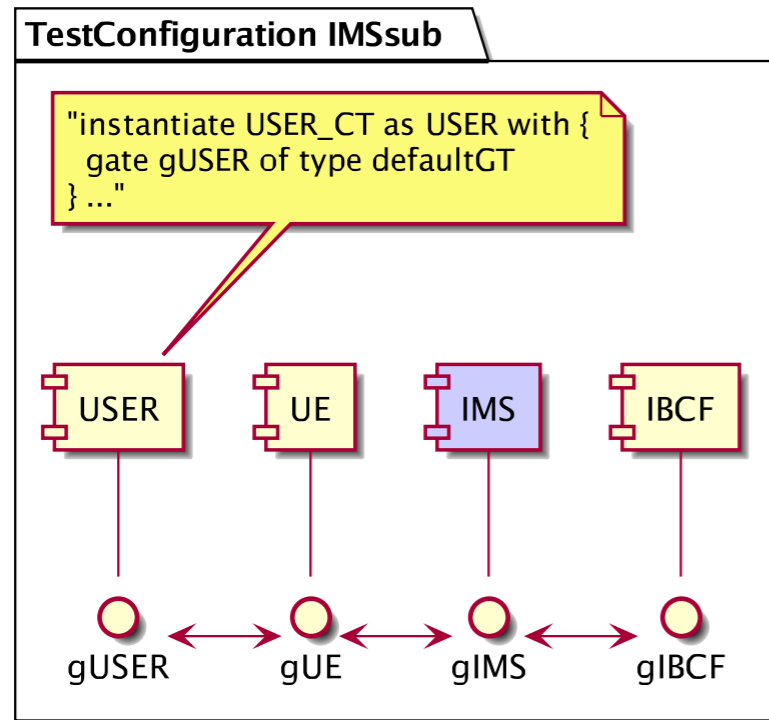 TestConfiguration IMSsub
"instantiate USER_CT as USER with {
gate gUSER of type defaultGT
} ..."
USER UE IMS IBCF
gUSER gUE gIMS gIBCF